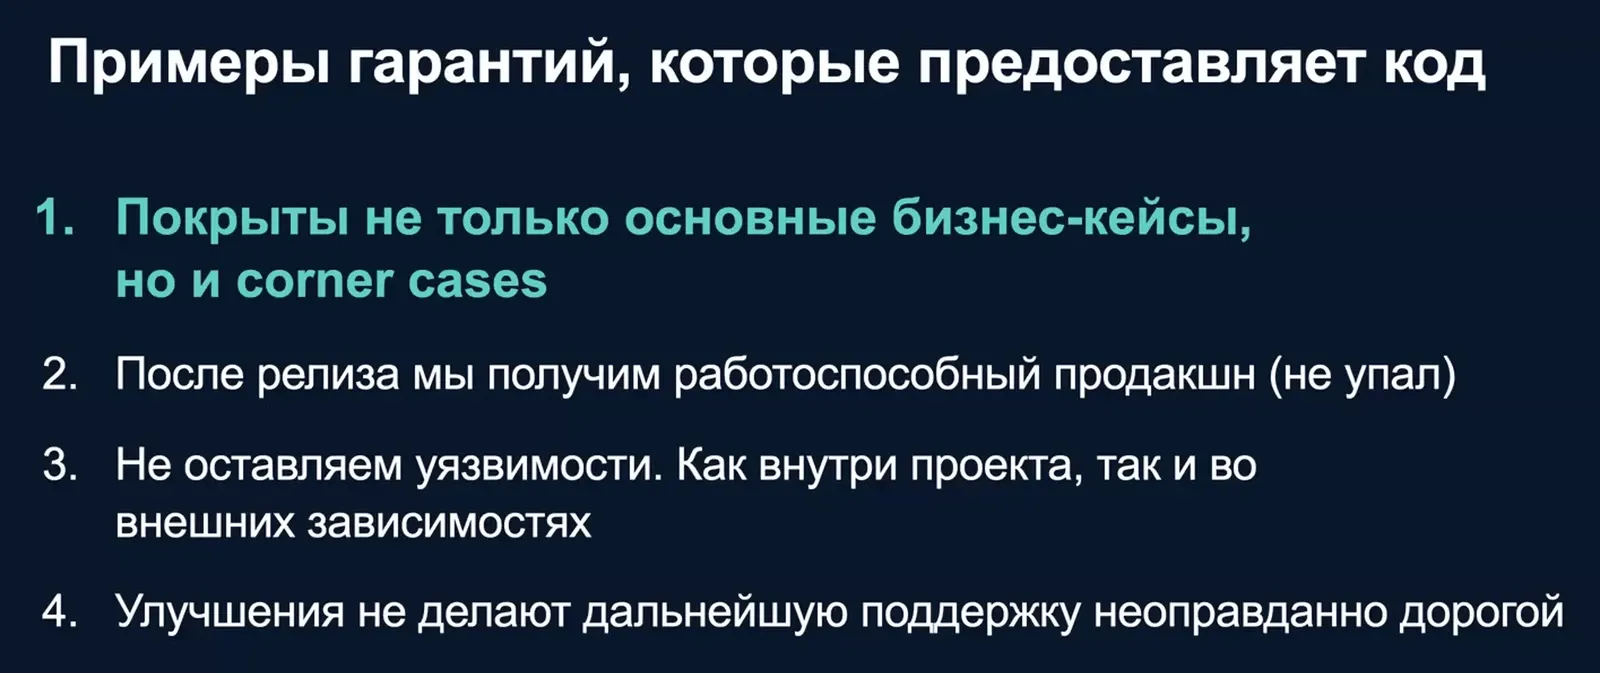 Примеры гарантий, которые предоставляет код
1. Покрыты не только основные бизнес-кейсы,
но и corner cases
2. После релиза мы получим работоспособный продакшн (не упал)
3. Не оставляем уязвимости. Как внутри проекта, так и во
внешних зависимостях
4. Улучшения не делают дальнейшую поддержку неоправданно дорогой